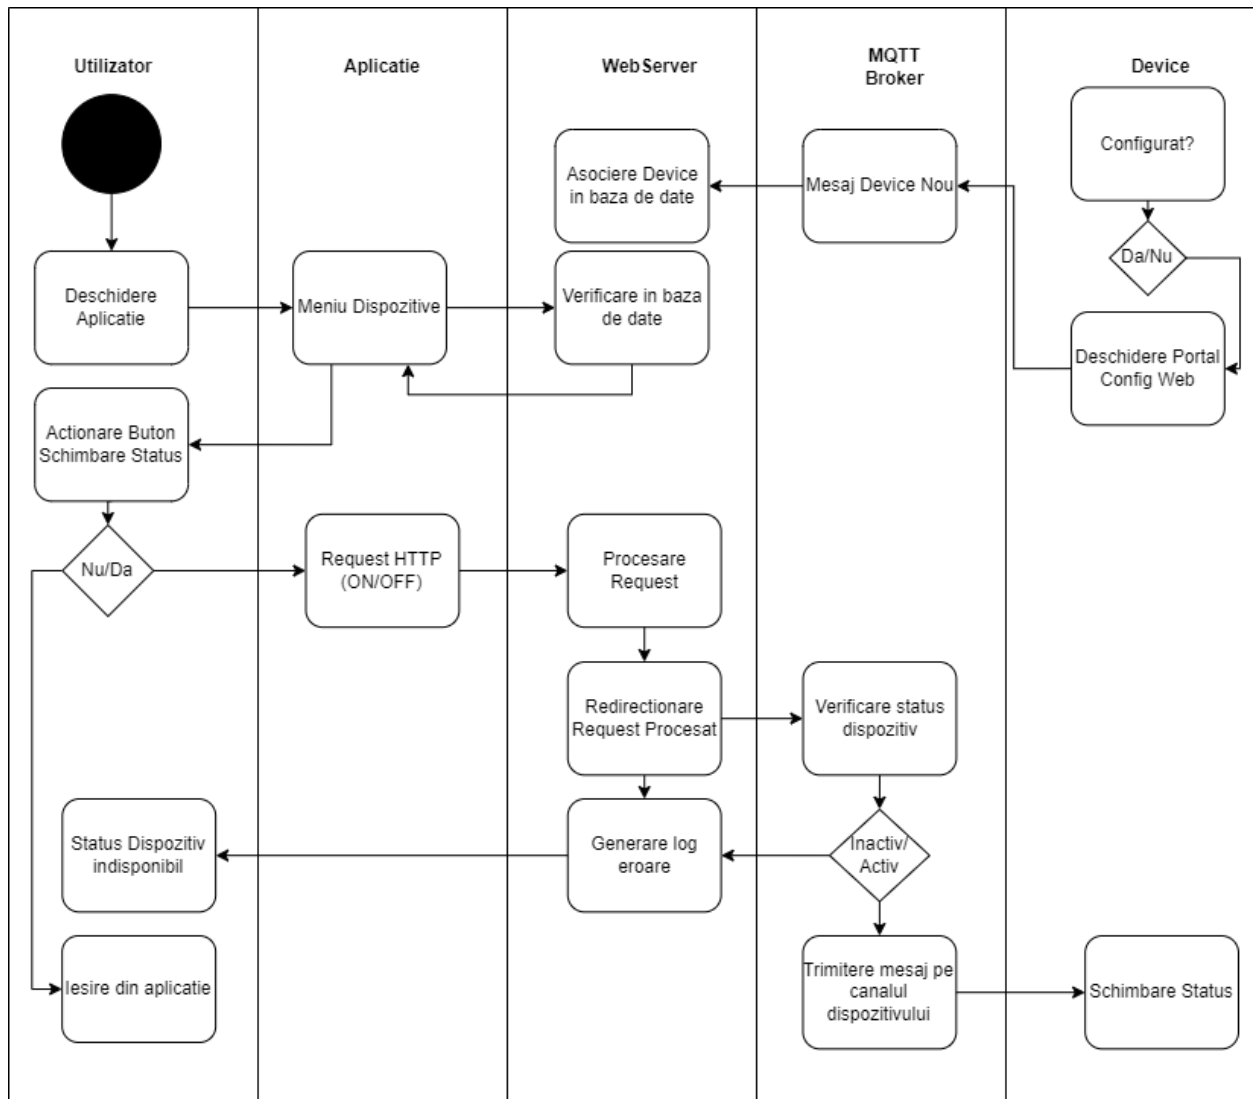 Utilizator
Aplicatie
WebServer
MQTT
Broker
Device
Configurat?
Asociere Device
in baza de date
Mesaj Device Nou
Da/Nu
Deschidere
Aplicatie
Meniu Dispozitive
Verificare in baza
de date
Deschidere Portal
Config Web
Actionare Buton
Schimbare Status
Nu/Da
Request HTTP
(ON/OFF)
Procesare
Request
Redirectionare
Request Procesat
Verificare status
dispozitiv
Status Dispozitiv
indisponibil
Generare log
eroare
Inactiv/
Activ
Iesire din aplicatie
Trimitere mesaj pe
canalul
dispozitivului
Schimbare Status